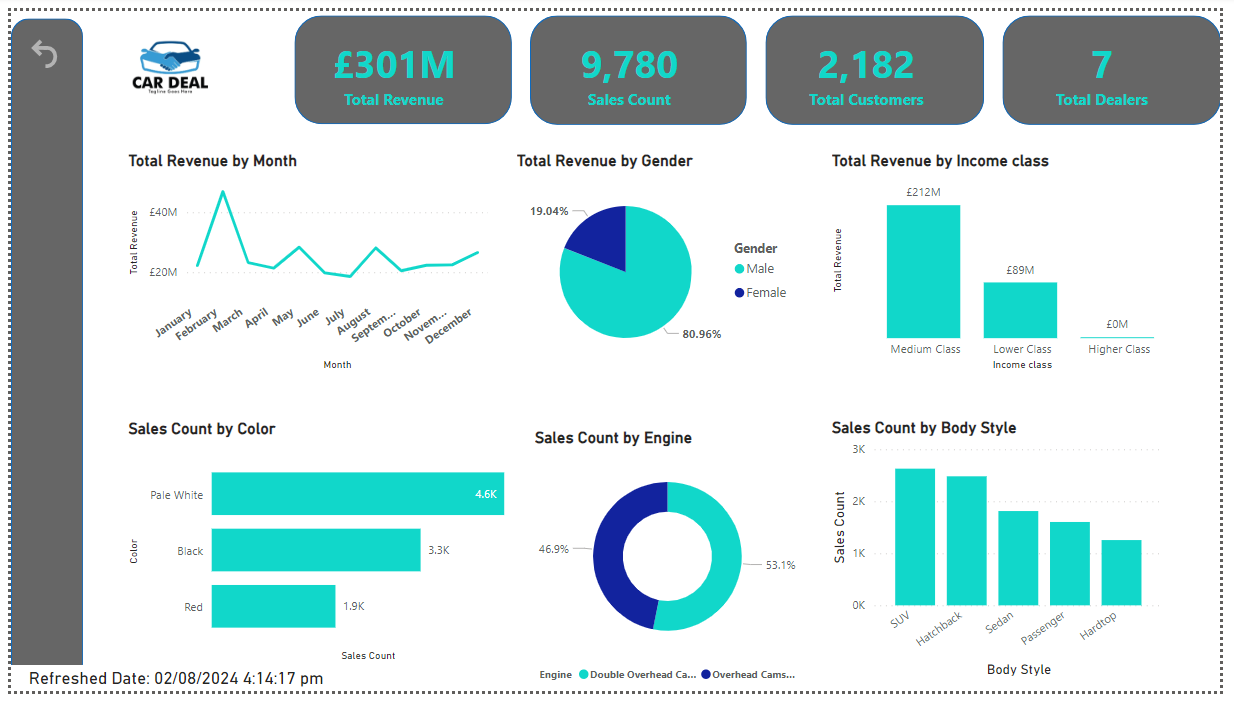 CAR DEAL
Tagline Goes Here
£301M
Total Revenue
9,780
Sales Count
2,182
Total Customers
7
Total Dealers
Total Revenue by Month
Total Revenue
£40M
£20M
January
February
March
April
May
June
July
August
Septem...
October
Novem...
December
Month
Total Revenue by Gender
19.04%
80.96%
Gender
Male
Female
Total Revenue by Income class
Total Revenue
£212M
£89M
£0M
Medium Class
Lower Class
Higher Class
Income class
Sales Count by Color
Color
Pale White
4.6K
Black
3.3K
Red
1.9K
Sales Count
Sales Count by Engine
46.9%
53.1%
Engine Double Overhead Ca... Overhead Cams...
Sales Count by Body Style
Sales Count
3K
2K
1K
0K
SUV
Hatchback
Sedan
Passenger
Hardtop
Body Style
Refreshed Date: 02/08/2024 4:14:17 pm